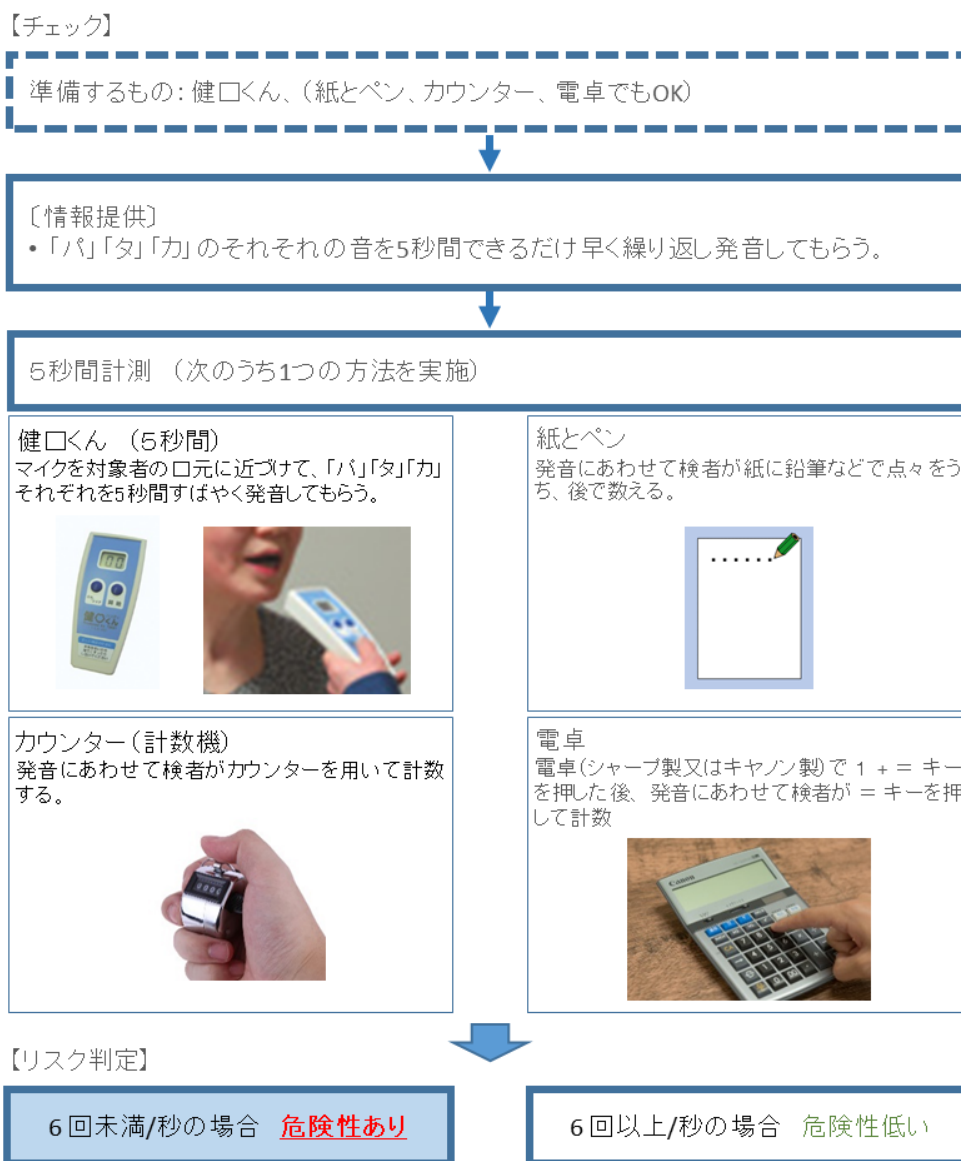 【チェック】
準備するもの：健口くん、（紙とペン、カウンター、電卓でもOK）
〔情報提供〕
•「パ」「タ」「カ」のそれそれの音を5秒間できるだけ早く繰り返し発音してもらう。
5秒間計測 （次のうち1つの方法を実施）
健口くん （5秒間）
マイクを対象者の口元に近づけて、「パ」「タ」「カ」
それぞれを5秒間すばやく発音してもらう。
紙とペン
発音にあわせて検者が紙に鉛筆などで点々をう
ち、後で数える。
カウンター（計数機）
発音にあわせて検者がカウンターを用いて計数
する。
電卓
電卓（シャープ製又はキヤノン製）で 1 + = キー
を押した後、発音にあわせて検者が = キーを押
して計数
Canon
【リスク判定】
6回未満/秒の場合 危険性あり
6回以上/秒の場合 危険性低い